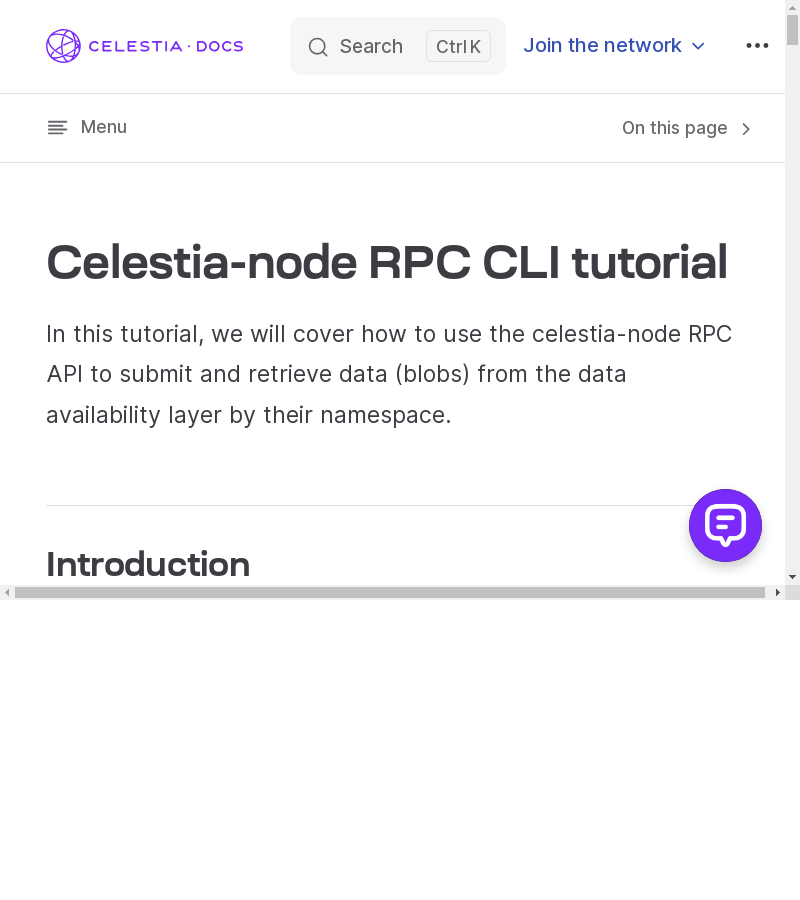 CELESTIA · DOCS
Search
Ctrl K
Join the network
Menu
On this page
Celestia-node RPC CLI tutorial
In this tutorial, we will cover how to use the celestia-node RPC
API to submit and retrieve data (blobs) from the data
availability layer by their namespace.
Introduction